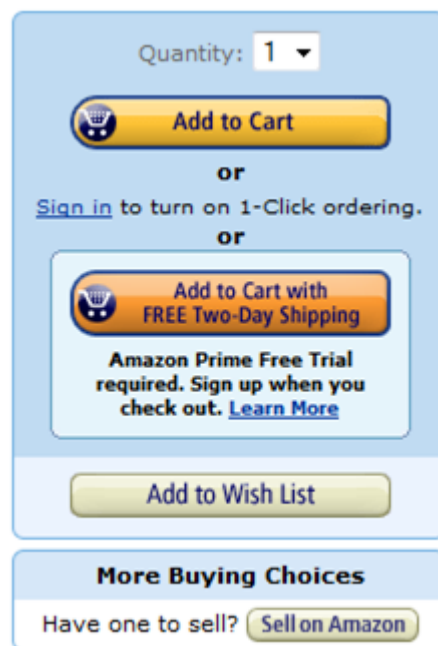 Quantity: 1
Add to Cart
or
Sign in to turn on 1-Click ordering.
or
Add to Cart with
FREE Two-Day Shipping
Amazon Prime Free Trial
required. Sign up when you
check out. Learn More
Add to Wish List
More Buying Choices
Have one to sell? Sell on Amazon